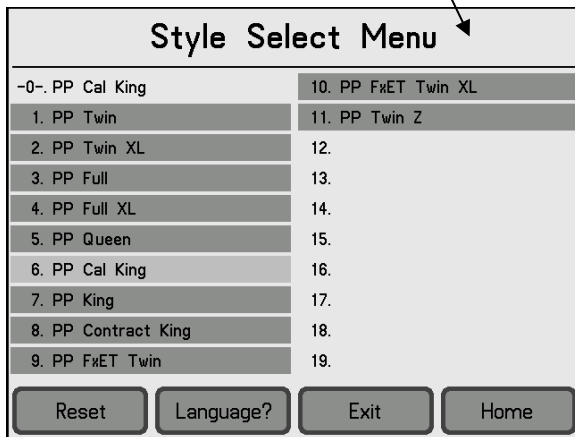 Style Select Menu
-0-. PP Cal King
1. PP Twin
2. PP Twin XL
3. PP Full
4. PP Full XL
5. PP Queen
6. PP Cal King
7. PP King
8. PP Contract King
9. PP FxET Twin
10. PP FxET Twin XL
11. PP Twin Z
12.
13.
14.
15.
16.
17.
18.
19.
Reset
Language?
Exit
Home